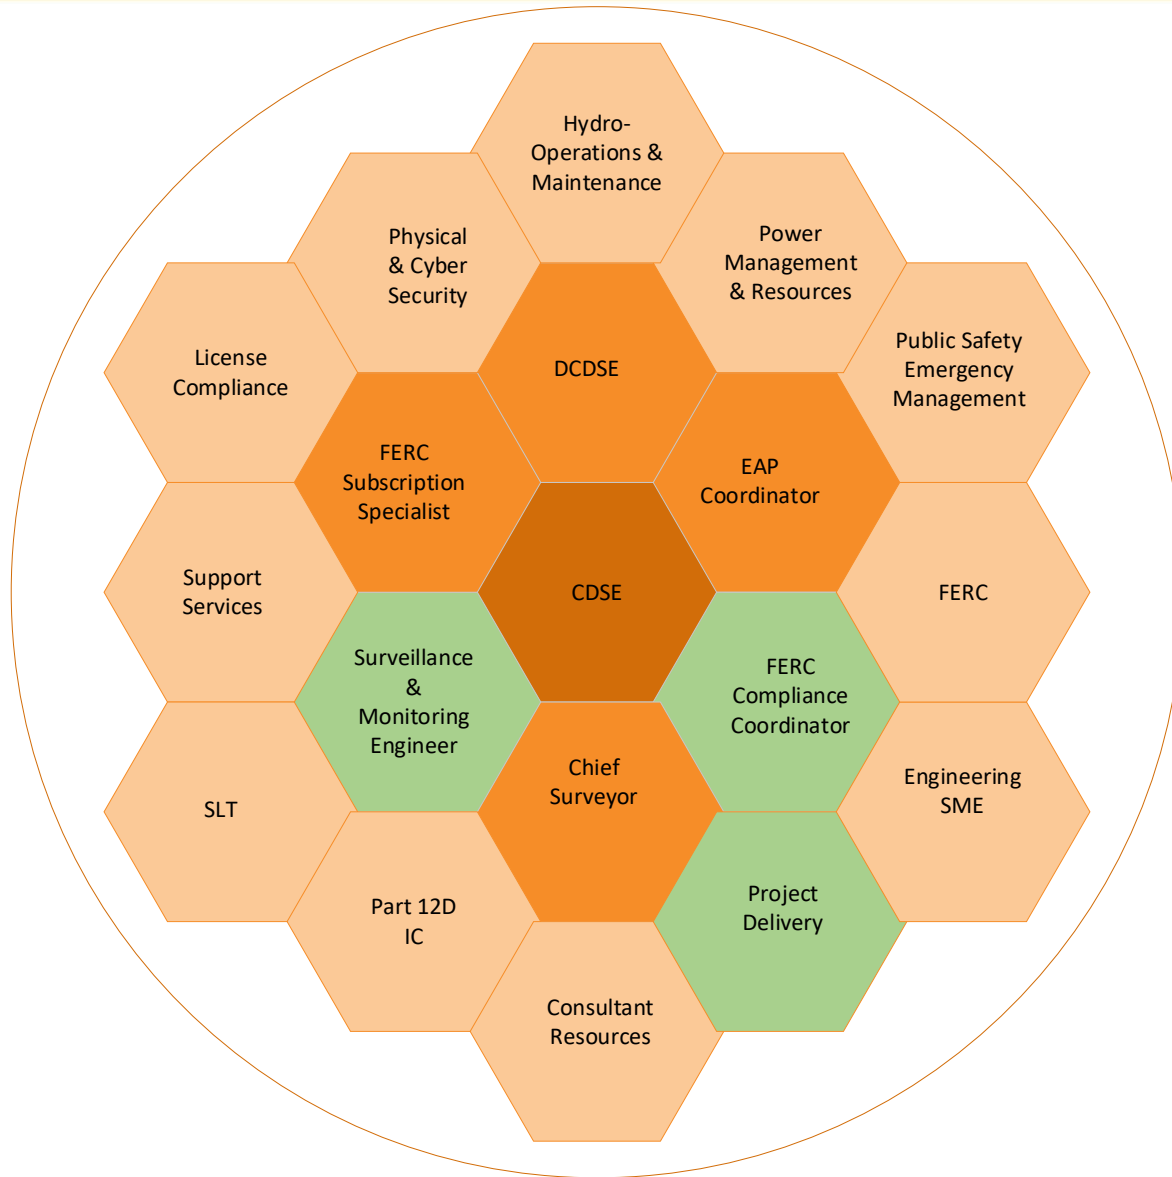 Hydro-
Operations &
Maintenance
Physical
& Cyber
Security
Power
Management
& Resources
License
Compliance
DCDSE
Public Safety
Emergency
Management
FERC
Subscription
Specialist
EAP
Coordinator
Support
Services
CDSE
FERC
Surveillance
&
Monitoring
Engineer
FERC
Compliance
Coordinator
SLT
Chief
Surveyor
Engineering
SME
Part 12D
IC
Project
Delivery
Consultant
Resources